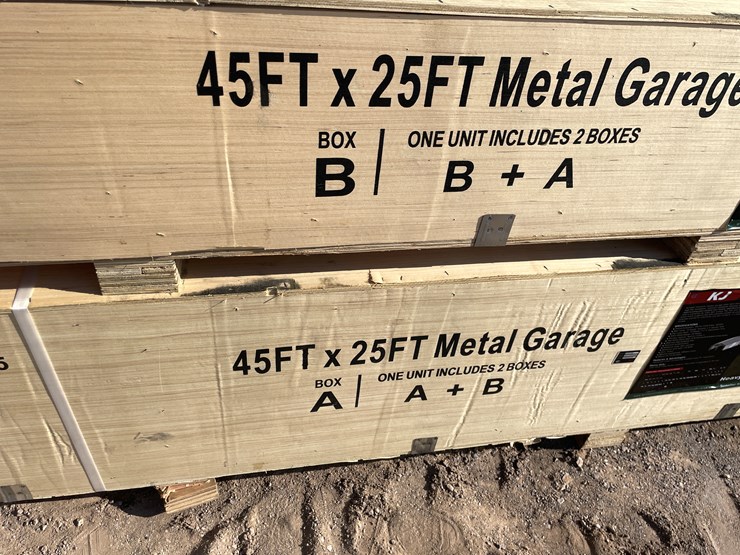 45FT x 25FT Metal Garage
BOX
B
ONE UNIT INCLUDES 2 BOXES
B + A
45FT x 25FT Metal Garage
BOX
A
ONE UNIT INCLUDES 2 BOXES
A + B
KJ